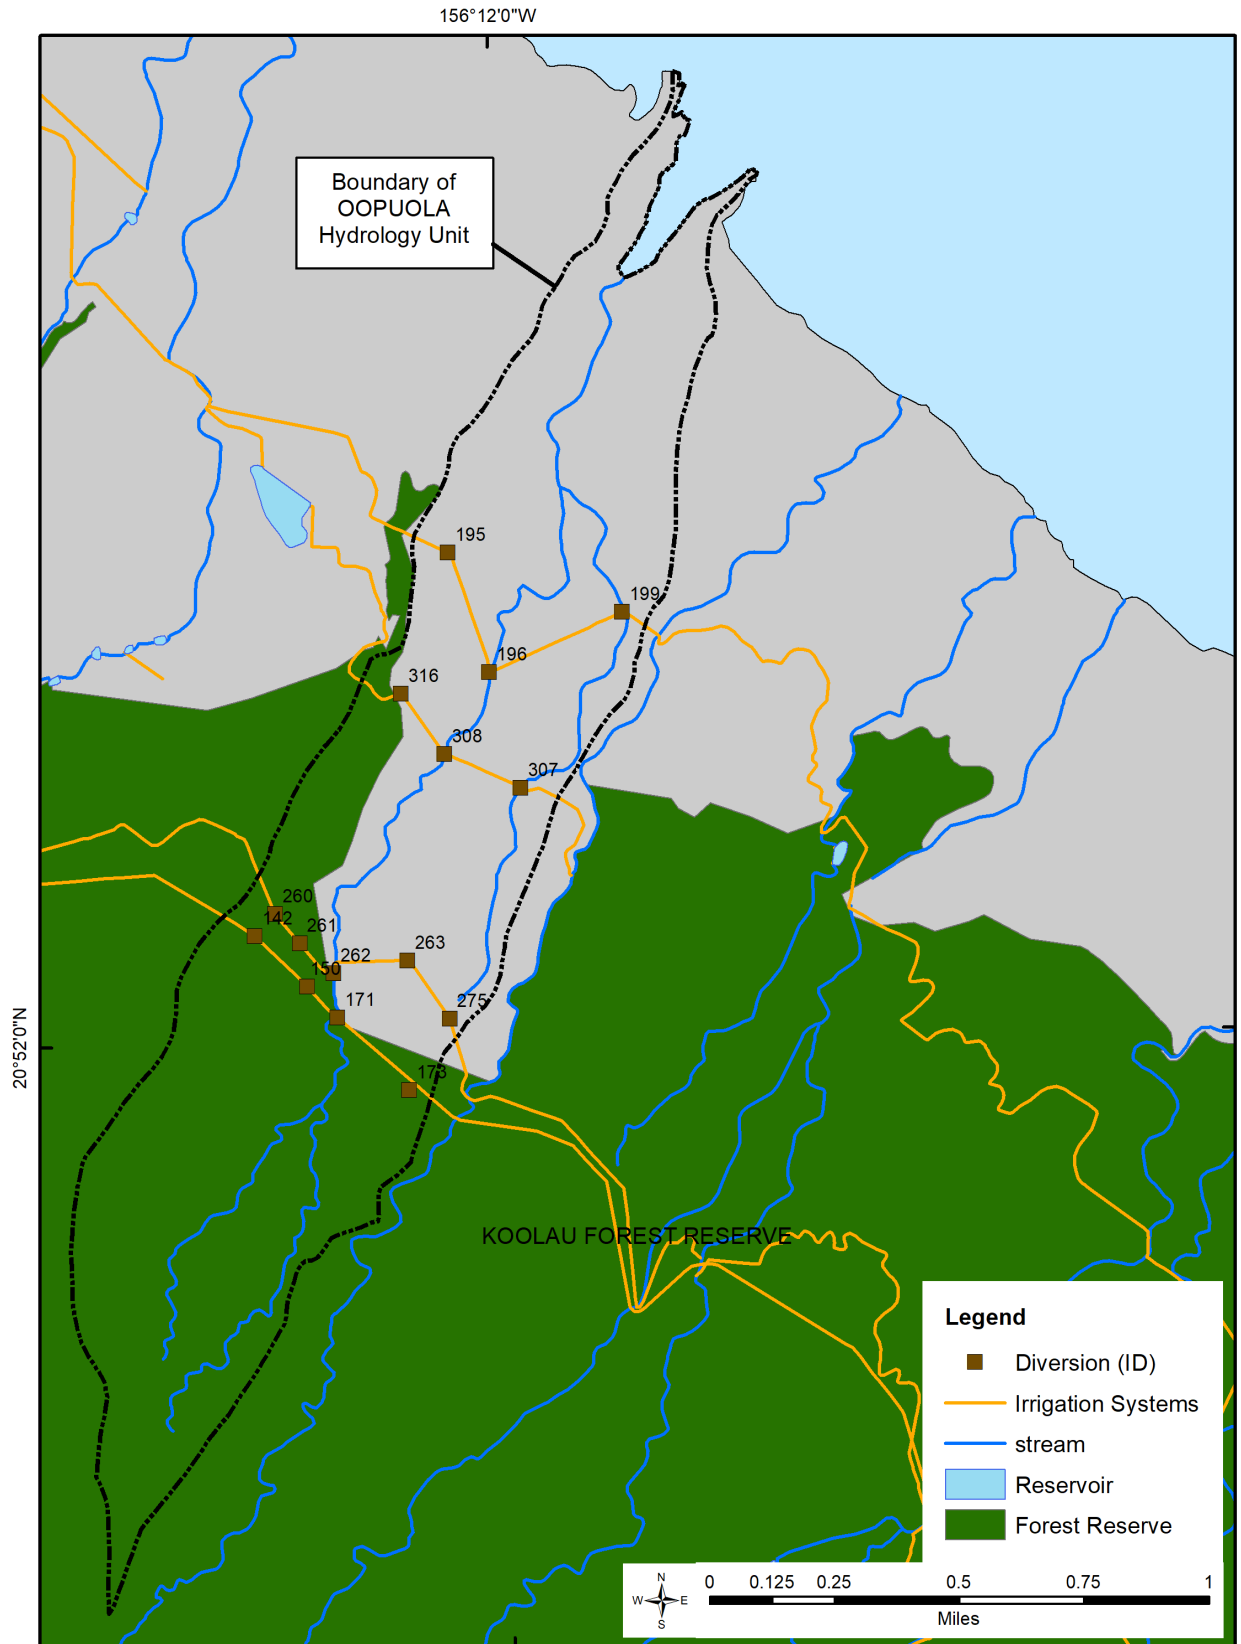 156°12'0"W
Boundary of
OOPUOLA
Hydrology Unit
195
199
196
316
308
307
260
142
261
263
262
150
171
275
173
20°52'0"N
KOOLAU FOREST RESERVE
Legend
Diversion (ID)
Irrigation Systems
stream
Reservoir
Forest Reserve
N
W E
S
0 0.125 0.25 0.5 0.75 1
Miles